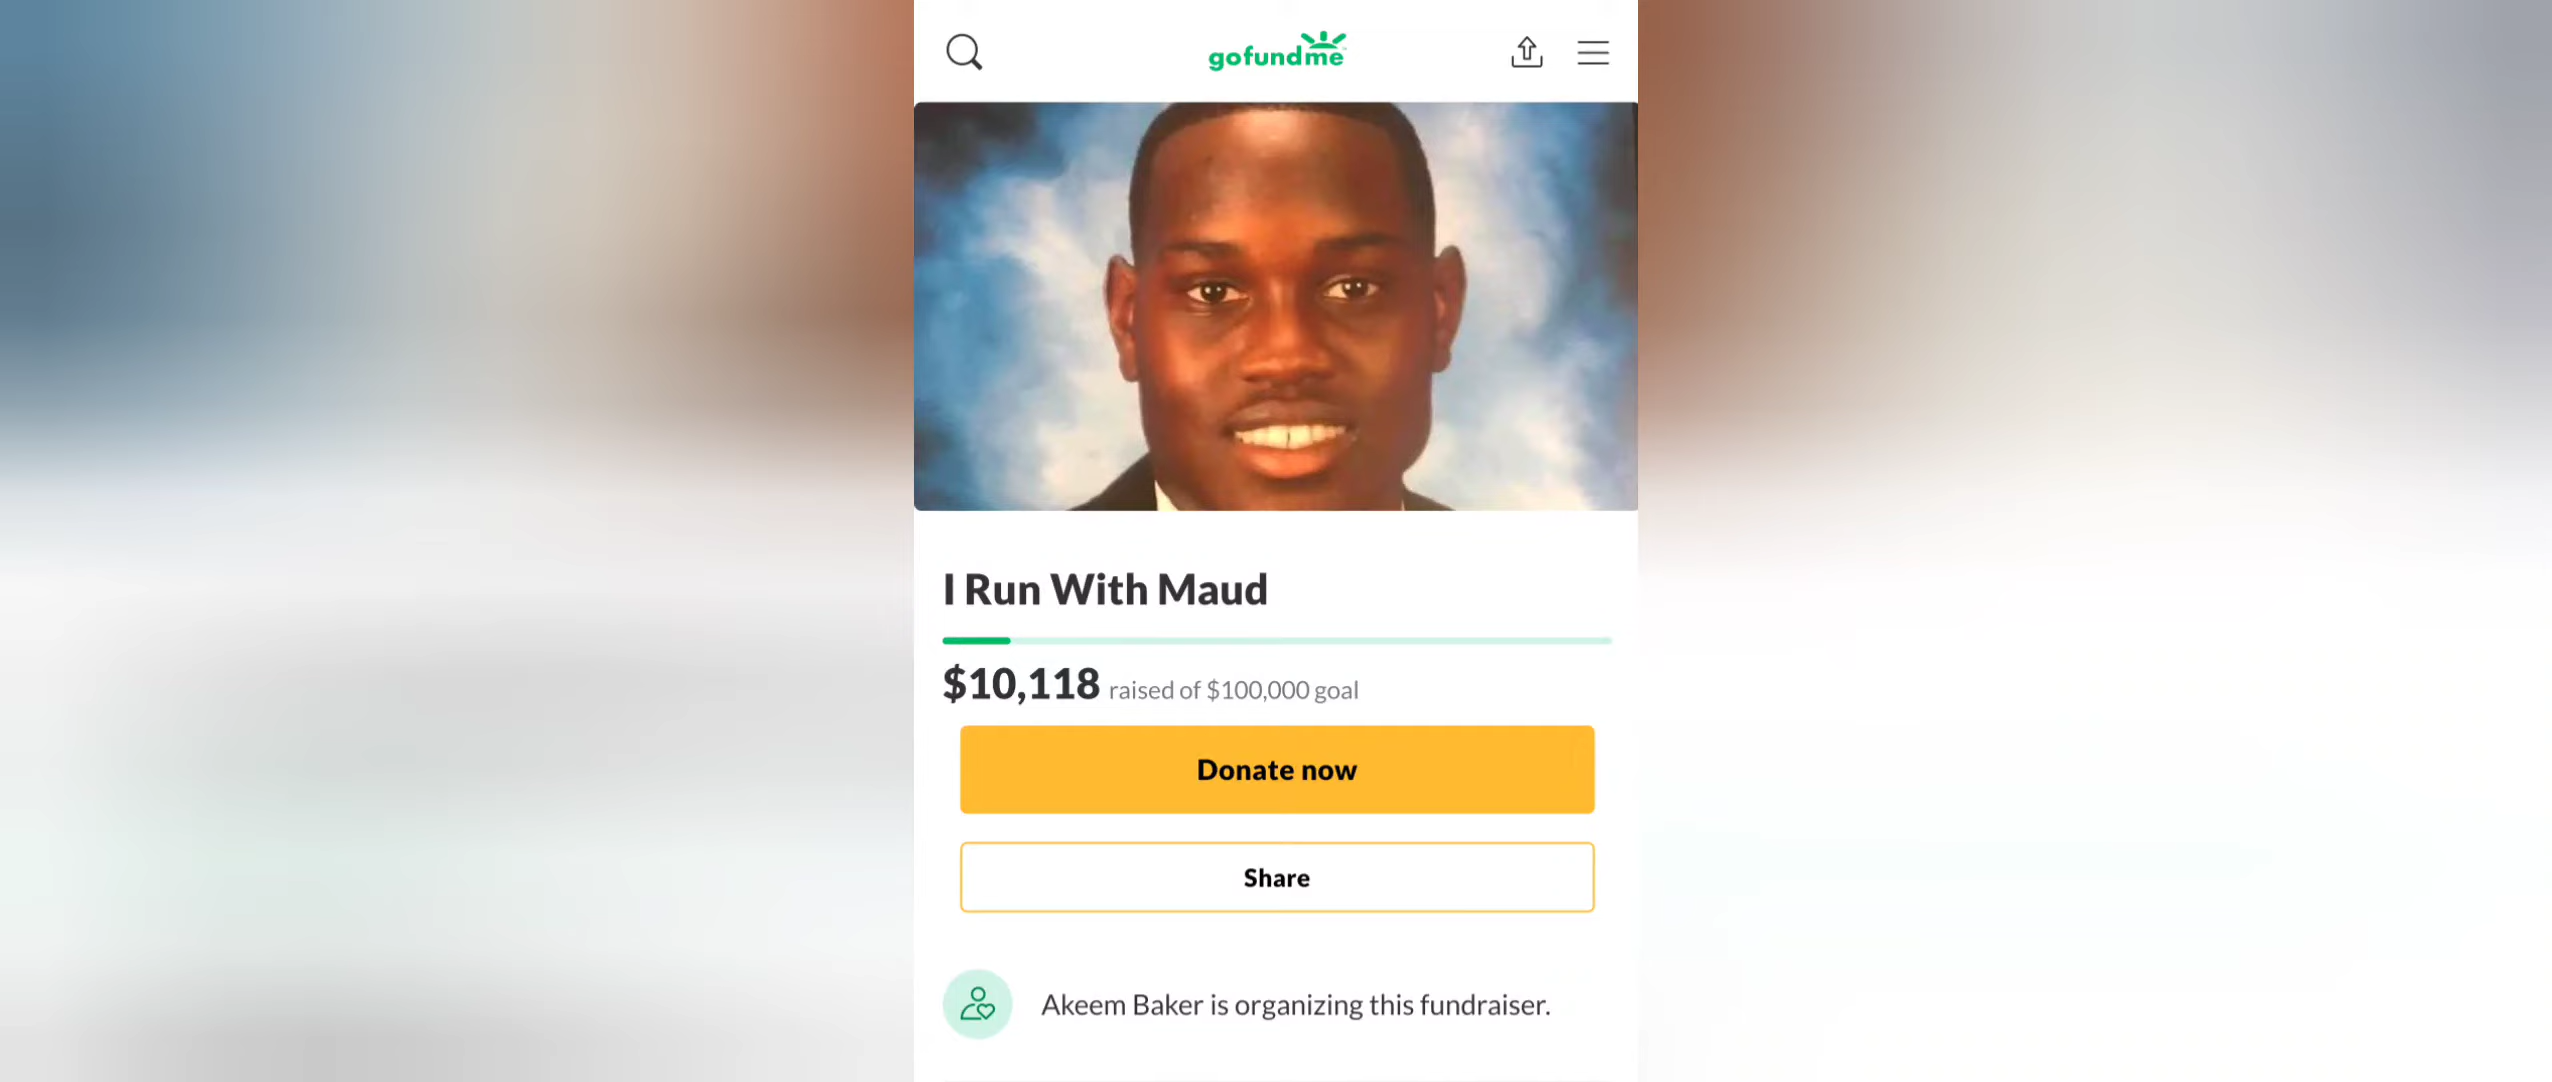 gofundme
I Run With Maud
$10,118 raised of $100,000 goal
Donate now
Share
Akeem Baker is organizing this fundraiser.